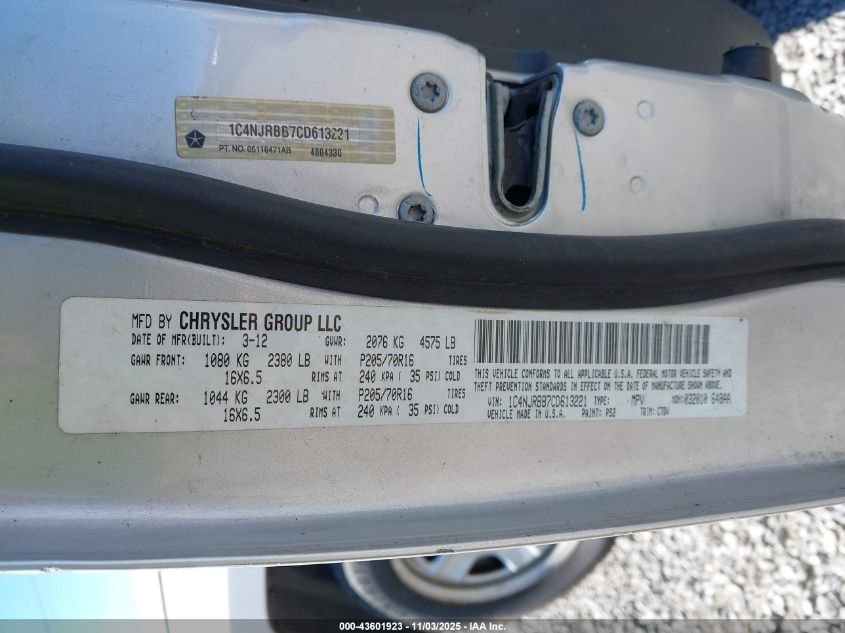 1C4NJRBB7CD613221
PT. NO. 05116471AB 4804330
MFD BY CHRYSLER GROUP LLC
DATE OF MFR(BUILT): 3-12 GVWR: 2076 KG 4575 LB
GAWR FRONT: 1080 KG 2380 LB WITH P205/70R16 TIRES
16X6.5 RIMS AT 240 KPA ( 35 PSI) COLD
GAWR REAR: 1044 KG 2300 LB WITH P205/70R16 TIRES
16X6.5 RIMS AT 240 KPA ( 35 PSI) COLD
THIS VEHICLE CONFORMS TO ALL APPLICABLE U.S.A. FEDERAL MOTOR VEHICLE SAFETY AND
THEFT PREVENTION STANDARDS IN EFFECT ON THE DATE OF MANUFACTURE SHOWN ABOVE.
VIN: 1C4NJRBB7CD613221 TYPE: MPV MDH: 032010 648AA
VEHICLE MADE IN U.S.A. PAINT: PS2 TRIM: C7DV
000-43601923 - 11/03/2025 - IAA Inc.